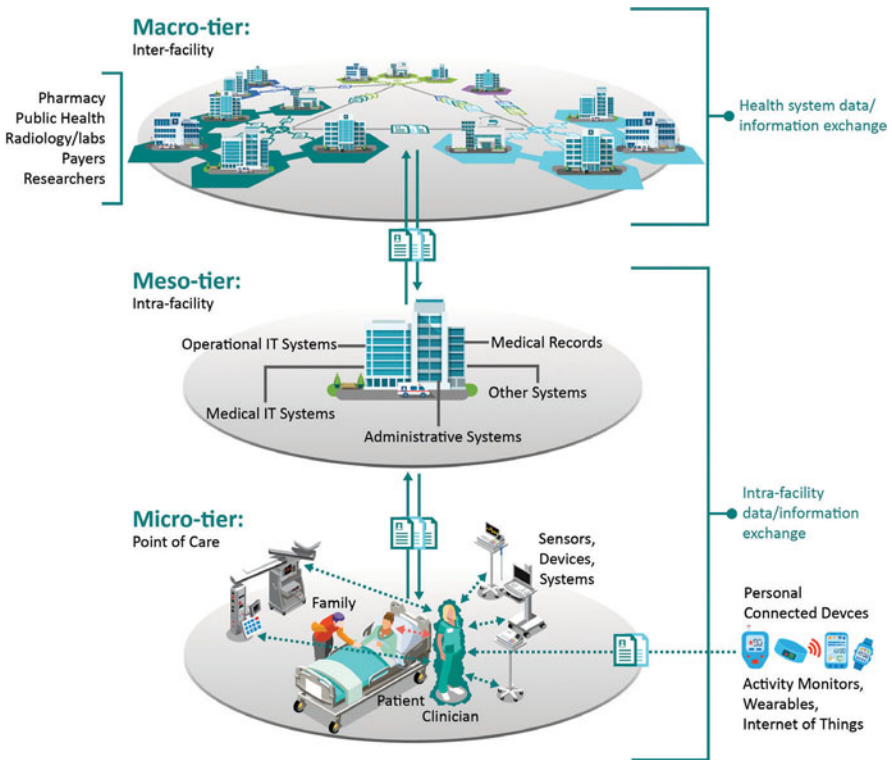 Macro-tier:
Inter-facility
Pharmacy
Public Health
Radiology/labs
Payers
Researchers
Health system data/
information exchange
Meso-tier:
Intra-facility
Operational IT Systems
Medical Records
Medical IT Systems
Other Systems
Administrative Systems
Intra-facility
data/information
exchange
Micro-tier:
Point of Care
Sensors,
Devices,
Systems
Family
Patient
Clinician
Personal
Connected Devces
Activity Monitors,
Wearables,
Internet of Things